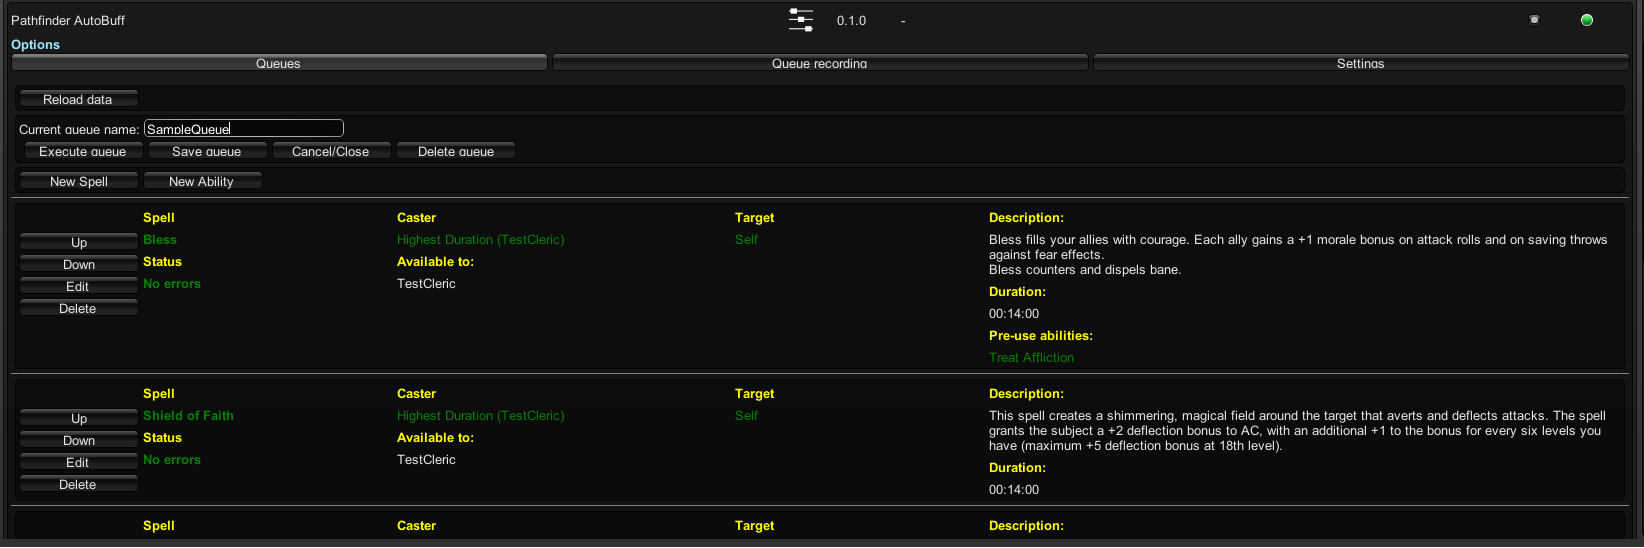 Pathfinder AutoBuff 0.1.0 -
Options
Queues Queue recording Settings
Reload data
Current queue name: SampleQueue
Execute queue Save queue Cancel/Close Delete queue
New Spell New Ability
Spell Caster Target Description:
Up Bless Highest Duration (TestCleric) Self Bless fills your allies with courage. Each ally gains a +1 morale bonus on attack rolls and on saving throws
against fear effects.
Down Status Available to: Bless counters and dispels bane.
Edit No errors TestCleric Duration:
Delete 00:14:00
Pre-use abilities:
Treat Affliction
Spell Caster Target Description:
Up Shield of Faith Highest Duration (TestCleric) Self This spell creates a shimmering, magical field around the target that averts and deflects attacks. The spell
grants the subject a +2 deflection bonus to AC, with an additional +1 to the bonus for every six levels you
Down Status Available to: have (maximum +5 deflection bonus at 18th level).
Edit No errors TestCleric Duration:
Delete 00:14:00
Spell Caster Target Description: